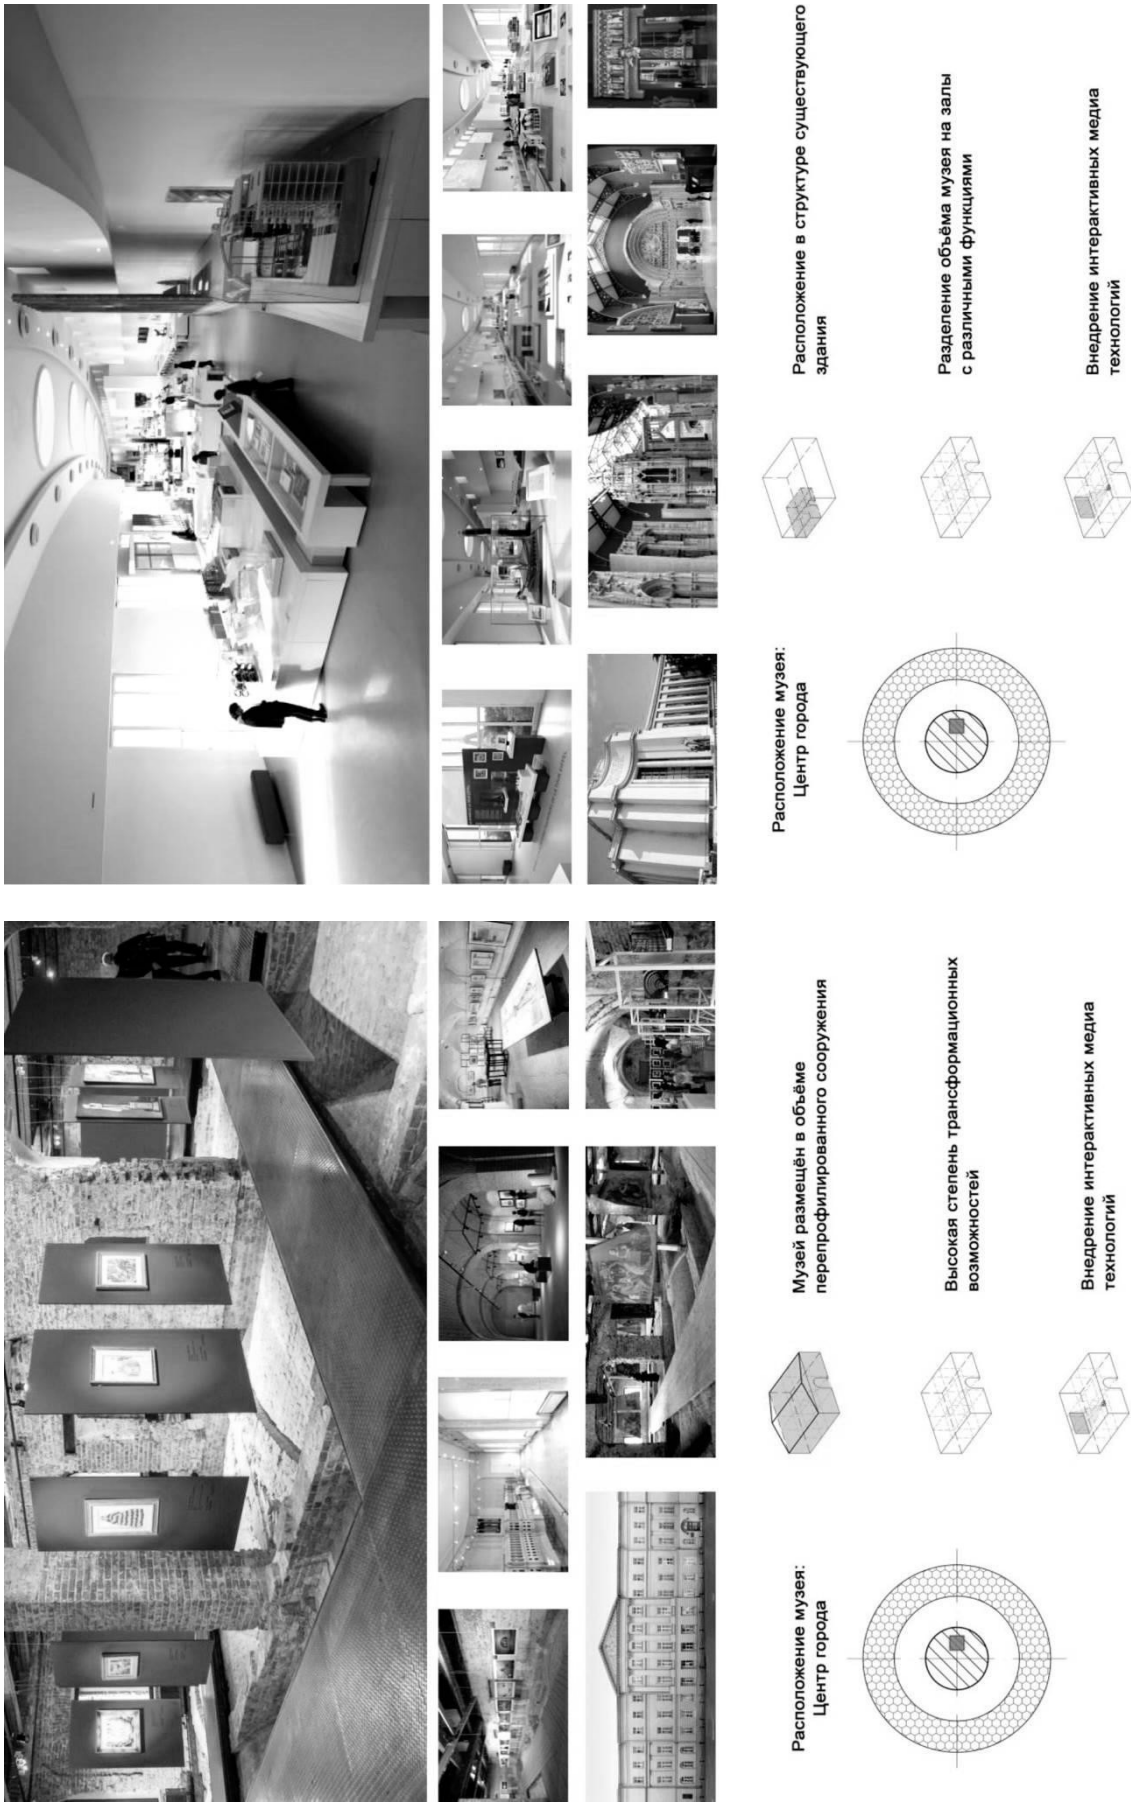 Расположение музея:
Центр города
Музей размещён в объёме
перепрофилированного сооружения
Высокая степень трансформационных
возможностей
Внедрение интерактивных медиа
технологий
Расположение музея:
Центр города
Расположение в структуре существующего
здания
Разделение объёма музея на залы
с различными функциями
Внедрение интерактивных медиа
технологий